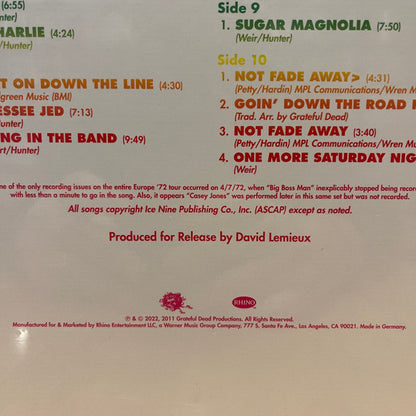 (6:55)
Hunter)
CHARLIE (4:24)
/Hunter)
T ON DOWN THE LINE (4:30)
green Music (BMI)
ESSEE JED (7:13)
Hunter)
NG IN THE BAND (9:49)
rt/Hunter)
Side 9
1. SUGAR MAGNOLIA (7:50)
(Weir/Hunter)
Side 10
1. NOT FADE AWAY> (4:31)
(Petty/Hardin) MPL Communications/Wren M
2. GOIN' DOWN THE ROAD F
(Trad. Arr. by Grateful Dead)
3. NOT FADE AWAY (3:40)
(Petty/Hardin) MPL Communications/Wren Mu
4. ONE MORE SATURDAY NIG
(Weir)
ne of the only recording issues on the entire Europe '72 tour occurred on 4/7/72, when "Big Boss Man" inexplicably stopped being recor
with less than a minute to go in the song. Also, it appears "Casey Jones" was performed later in this same set but was not recorded.
All songs copyright Ice Nine Publishing Co., Inc. (ASCAP) except as noted.
Produced for Release by David Lemieux
RHINO
℗ & © 2022, 2011 Grateful Dead Productions. All Rights Reserved.
Manufactured for & Marketed by Rhino Entertainment LLC, a Warner Music Group Company, 777 S. Santa Fe Ave., Los Angeles, CA 90021. Made in Germany.